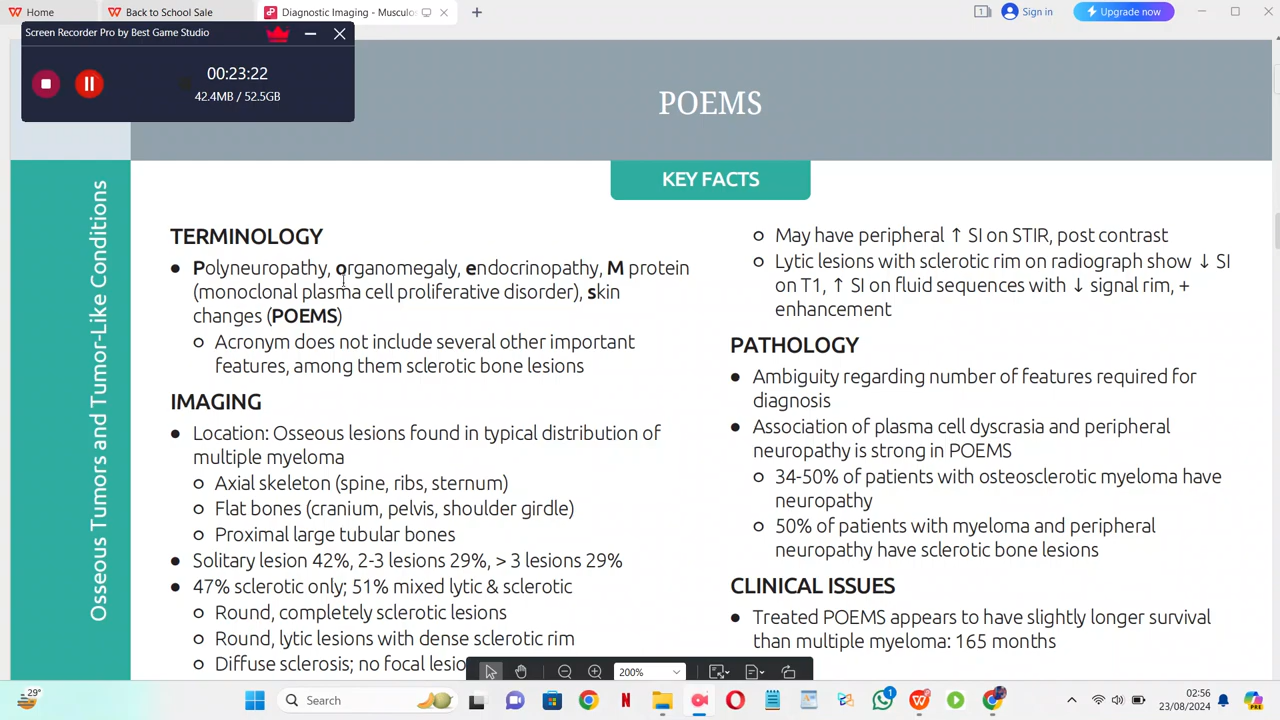 Home
Back to School Sale
Diagnostic Imaging - Musculos
1
Sign in
Upgrade now
Screen Recorder Pro by Best Game Studio
00:23:22
42.4MB / 52.5GB
POEMS
KEY FACTS
Osseous Tumors and Tumor-Like Conditions
TERMINOLOGY
● Polyneuropathy, organomegaly, endocrinopathy, M protein
(monoclonal plasma cell proliferative disorder), skin
changes (POEMS)
○ Acronym does not include several other important
features, among them sclerotic bone lesions
IMAGING
● Location: Osseous lesions found in typical distribution of
multiple myeloma
○ Axial skeleton (spine, ribs, sternum)
○ Flat bones (cranium, pelvis, shoulder girdle)
○ Proximal large tubular bones
● Solitary lesion 42%, 2-3 lesions 29%, > 3 lesions 29%
● 47% sclerotic only; 51% mixed lytic & sclerotic
○ Round, completely sclerotic lesions
○ Round, lytic lesions with dense sclerotic rim
○ Diffuse sclerosis; no focal lesio
○ May have peripheral ↑ SI on STIR, post contrast
○ Lytic lesions with sclerotic rim on radiograph show ↓ SI
on T1, ↑ SI on fluid sequences with ↓ signal rim, +
enhancement
PATHOLOGY
● Ambiguity regarding number of features required for
diagnosis
● Association of plasma cell dyscrasia and peripheral
neuropathy is strong in POEMS
○ 34-50% of patients with osteosclerotic myeloma have
neuropathy
○ 50% of patients with myeloma and peripheral
neuropathy have sclerotic bone lesions
CLINICAL ISSUES
● Treated POEMS appears to have slightly longer survival
than multiple myeloma: 165 months
200%
29°
Search
1
02:56
23/08/2024